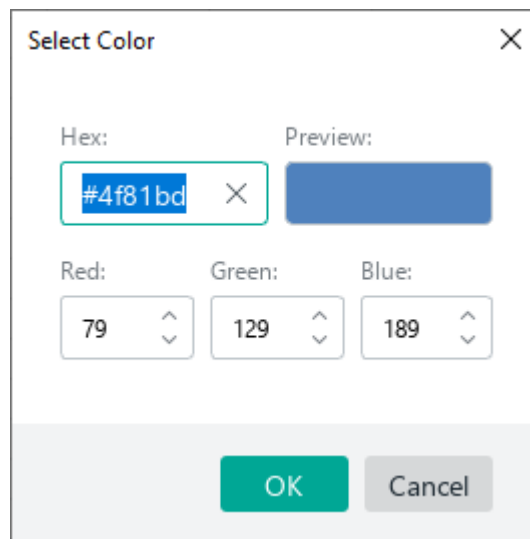 Select Color
Hex: Preview:
#4f81bd
Red: Green: Blue:
79 129 189
OK Cancel